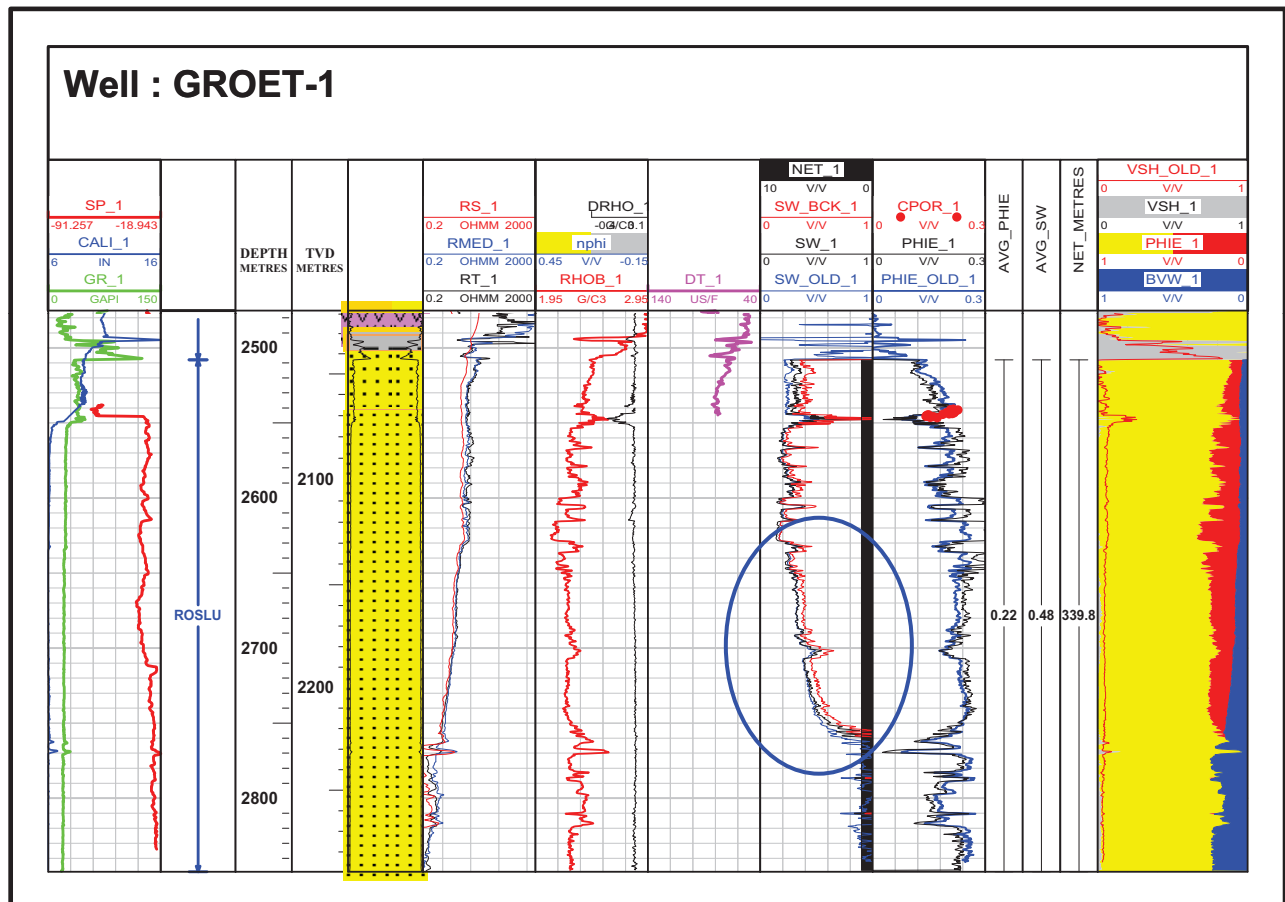 Well : GROET-1
SP_1
-91.257 -18.943
CALI_1
6 IN 16
GR_1
0 GAPI 150
DEPTH
METRES
TVD
METRES
RS_1
0.2 OHMM 2000
RMED_1
0.2 OHMM 2000
RT_1
0.2 OHMM 2000
DRHO_1
G/C3 0.1
nphi
0.45 V/V -0.15
RHOB_1
1.95 G/C3 2.95
DT_1
140 US/F 40
NET_1
10 V/V 0
SW_BCK_1
0 V/V 1
SW_1
0 V/V 1
SW_OLD_1
0 V/V 1
CPOR_1
0 V/V 0.3
PHIE_1
0 V/V 0.3
PHIE_OLD_1
0 V/V 0.3
AVG_PHIE
AVG_SW
NET_METRES
VSH_OLD_1
0 V/V 1
VSH_1
0 V/V 1
PHIE_1
1 V/V 0
BVW_1
1 V/V 0
2500
2600
2700
2800
2100
2200
ROSLU
0.22
0.48
339.8